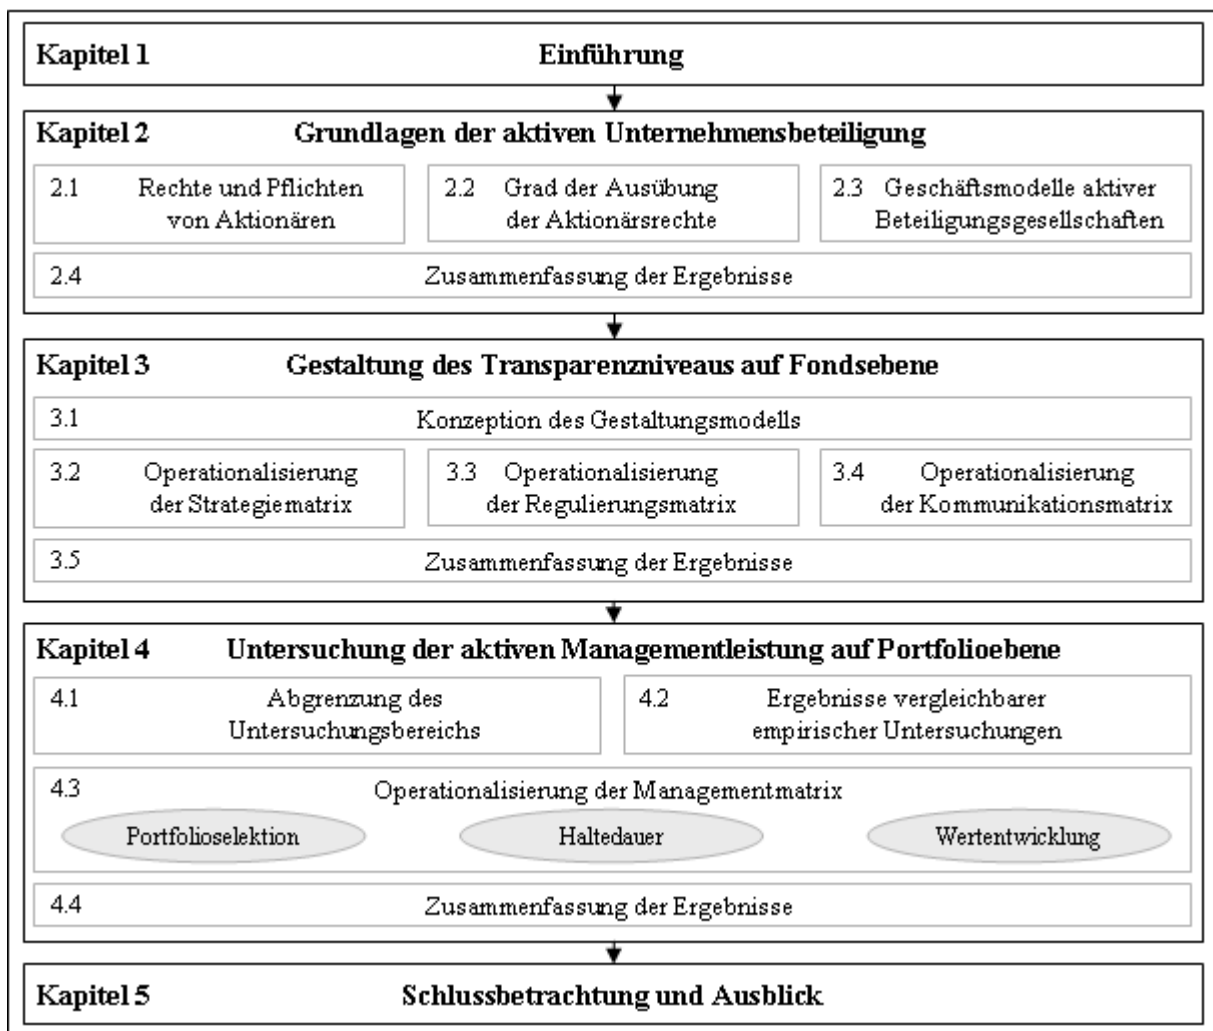 Kapitel 1 Einführung
Kapitel 2 Grundlagen der aktiven Unternehmensbeteiligung
2.1 Rechte und Pflichten
von Aktionären
2.2 Grad der Ausübung
der Aktionärsrechte
2.3 Geschäftsmodelle aktiver
Beteiligungsgesellschaften
2.4 Zusammenfassung der Ergebnisse
Kapitel 3 Gestaltung des Transparenzniveaus auf Fondsebene
3.1 Konzeption des Gestaltungsmodells
3.2 Operationalisierung
der Strategiematrix
3.3 Operationalisierung
der Regulierungsmatrix
3.4 Operationalisierung
der Kommunikationsmatrix
3.5 Zusammenfassung der Ergebnisse
Kapitel 4 Untersuchung der aktiven Managementleistung auf Portfolioebene
4.1 Abgrenzung des
Untersuchungsbereichs
4.2 Ergebnisse vergleichbarer
empirischer Untersuchungen
4.3 Operationalisierung der Managementmatrix
Portfolioselektion
Haltedauer
Wertentwicklung
4.4 Zusammenfassung der Ergebnisse
Kapitel 5 Schlussbetrachtung und Ausblick